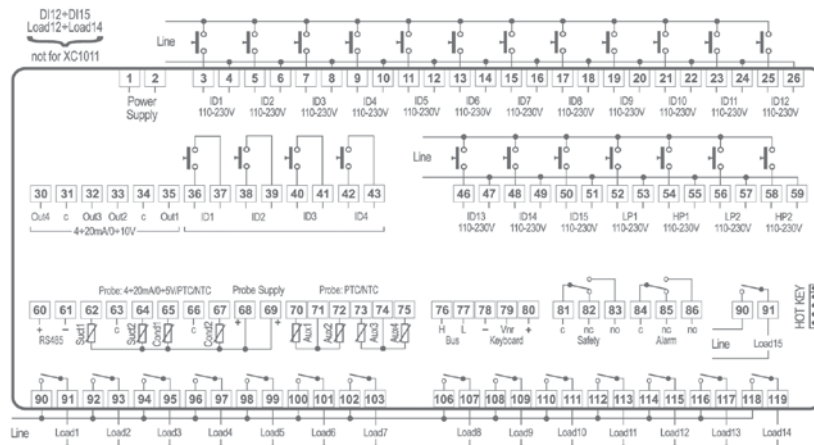 DI12÷DI15
Load12÷Load14
not for XC1011
Line
1 2 3 4 5 6 7 8 9 10 11 12 13 14 15 16 17 18 19 20 21 22 23 24 25 26
Power Supply ID1 ID2 ID3 ID4 ID5 ID6 ID7 ID8 ID9 ID10 ID11 ID12
110-230V 110-230V 110-230V 110-230V 110-230V 110-230V 110-230V 110-230V 110-230V 110-230V 110-230V 110-230V
Line
30 31 32 33 34 35 36 37 38 39 40 41 42 43 46 47 48 49 50 51 52 53 54 55 56 57 58 59
Out4 c Out3 Out2 c Out1 ID1 ID2 ID3 ID4 ID13 ID14 ID15 LP1 HP1 LP2 HP2
4÷20mA/0÷10V 110-230V 110-230V 110-230V 110-230V 110-230V 110-230V 110-230V
Probe: 4÷20mA/0÷5V/PTC/NTC Probe Supply Probe: PTC/NTC
60 61 62 63 64 65 66 67 68 69 70 71 72 73 74 75 76 77 78 79 80 81 82 83 84 85 86 90 91
HOT KEY
+ − Suct1 c Suct2 Cond1 c Cond2 + + Aux1 Aux2 Aux3 Aux4 H L − Vnr + c nc no c nc no
RS485 Bus Keyboard Safety Alarm Line Load15
90 91 92 93 94 95 96 97 98 99 100 101 102 103 106 107 108 109 110 111 112 113 114 115 116 117 118 119
Line Load1 Load2 Load3 Load4 Load5 Load6 Load7 Load8 Load9 Load10 Load11 Load12 Load13 Load14